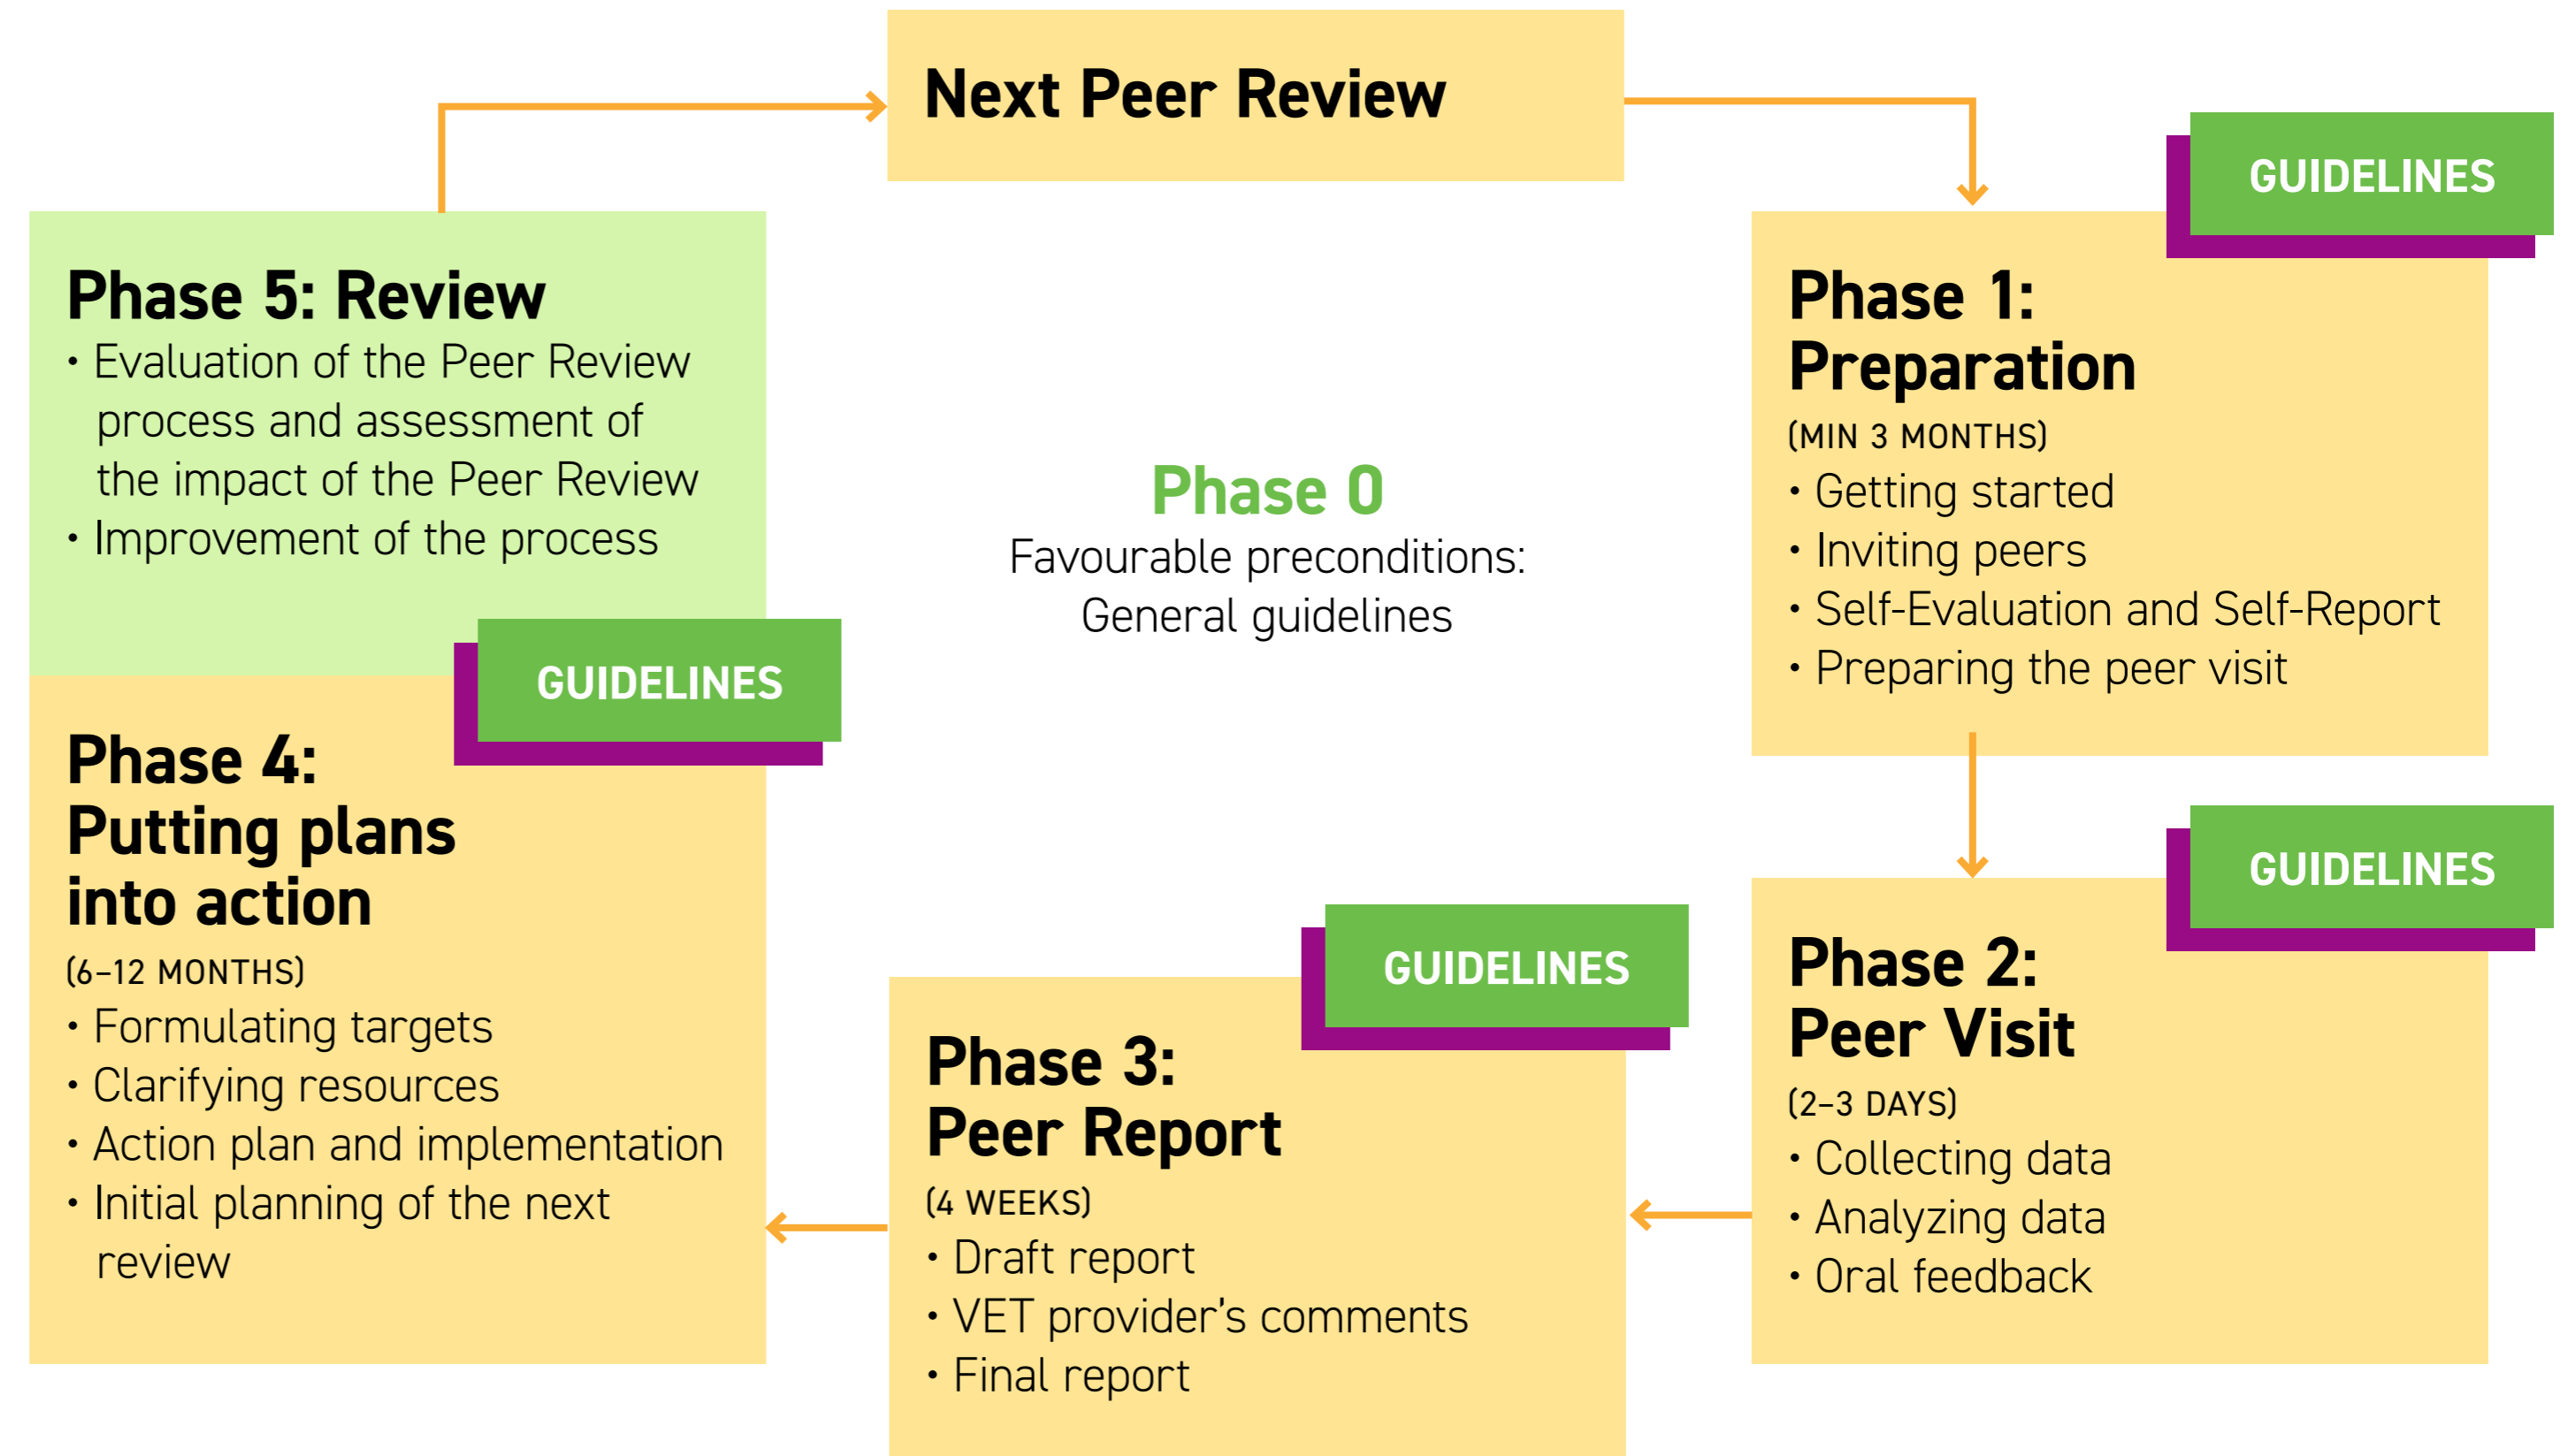 Next Peer Review
GUIDELINES
Phase 1:
Preparation
(MIN 3 MONTHS)
• Getting started
• Inviting peers
• Self-Evaluation and Self-Report
• Preparing the peer visit
GUIDELINES
Phase 2:
Peer Visit
(2–3 DAYS)
• Collecting data
• Analyzing data
• Oral feedback
GUIDELINES
Phase 3:
Peer Report
(4 WEEKS)
• Draft report
• VET provider’s comments
• Final report
GUIDELINES
Phase 4:
Putting plans
into action
(6–12 MONTHS)
• Formulating targets
• Clarifying resources
• Action plan and implementation
• Initial planning of the next
review
Phase 5: Review
• Evaluation of the Peer Review
process and assessment of
the impact of the Peer Review
• Improvement of the process
Phase 0
Favourable preconditions:
General guidelines